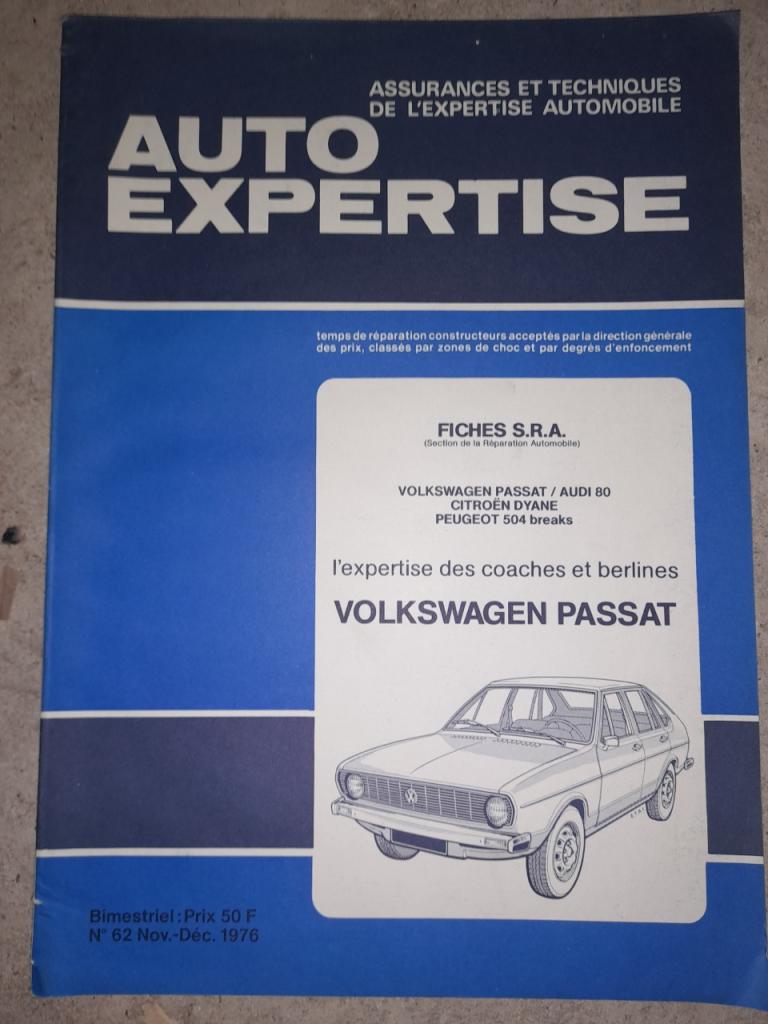 ASSURANCES ET TECHNIQUES
DE L'EXPERTISE AUTOMOBILE
AUTO
EXPERTISE
temps de réparation constructeurs acceptés par la direction générale
des prix, classés par zones de choc et par degrés d'enfoncement
FICHES S.R.A.
(Section de la Réparation Automobile)
VOLKSWAGEN PASSAT / AUDI 80
CITROËN DYANE
PEUGEOT 504 breaks
l'expertise des coaches et berlines
VOLKSWAGEN PASSAT
Bimestriel : Prix 50 F
N° 62 Nov.-Déc. 1976